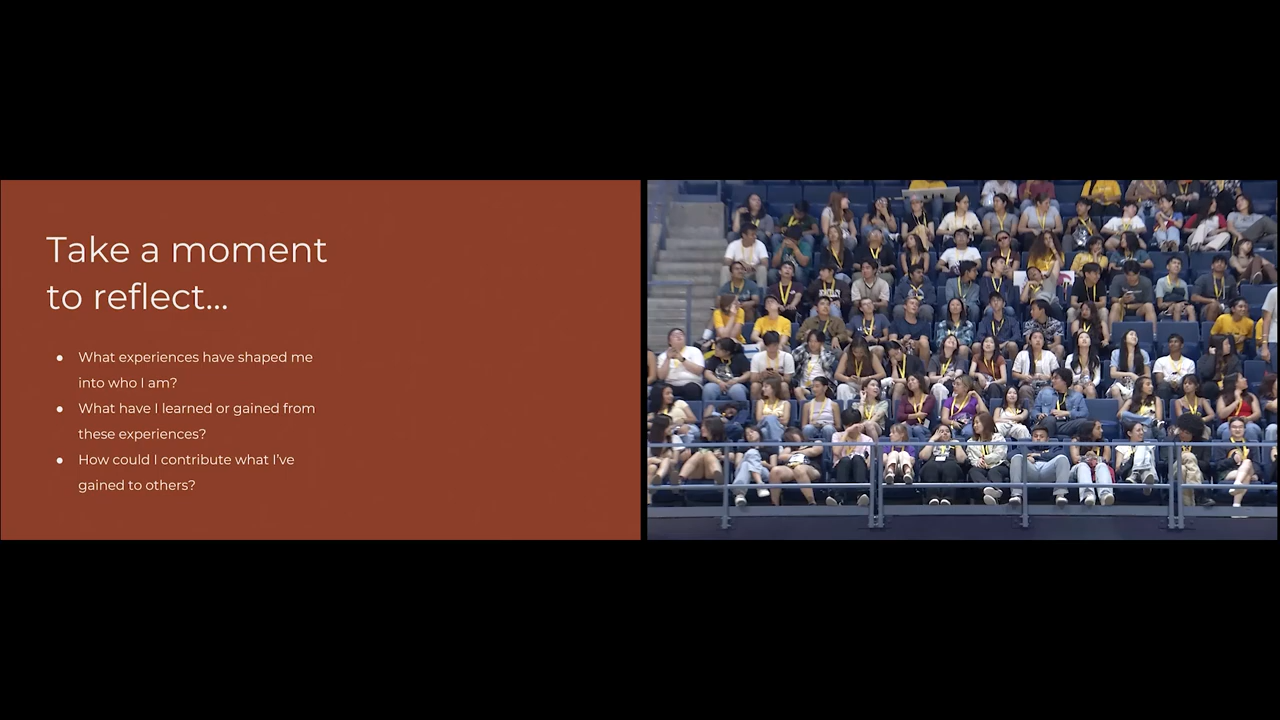 Take a moment
to reflect...
● What experiences have shaped me
into who I am?
● What have I learned or gained from
these experiences?
● How could I contribute what I've
gained to others?